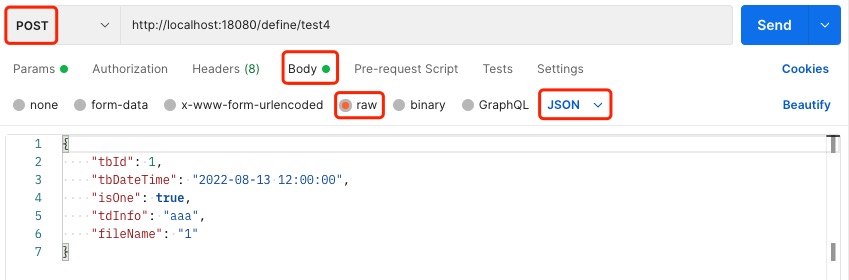 POST http://localhost:18080/define/test4 Send
Params Authorization Headers (8) Body Pre-request Script Tests Settings Cookies
none form-data x-www-form-urlencoded raw binary GraphQL JSON Beautify
1 {
2 "tbId": 1,
3 "tbDateTime": "2022-08-13 12:00:00",
4 "isOne": true,
5 "tdInfo": "aaa",
6 "fileName": "1"
7 }